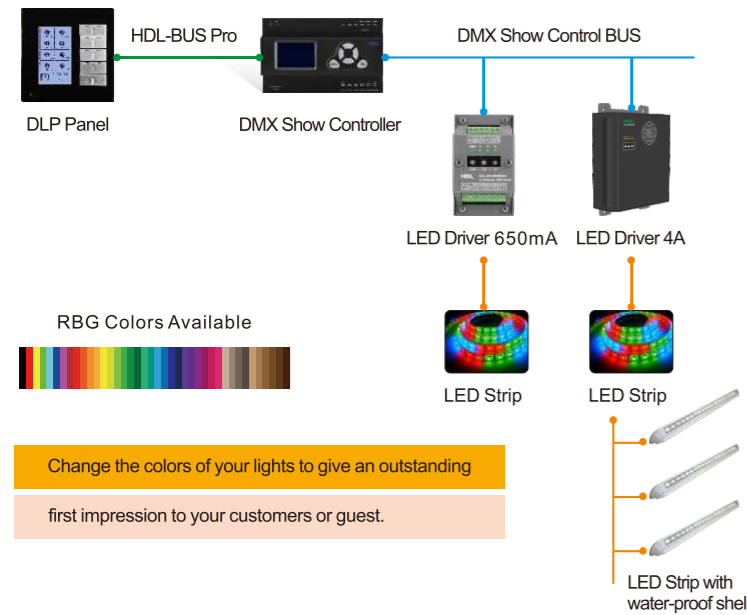 HDL-BUS Pro
DMX Show Control BUS
DLP Panel
DMX Show Controller
HDL
LED Driver 650mA
LED Driver 4A
RBG Colors Available
LED Strip
LED Strip
Change the colors of your lights to give an outstanding
first impression to your customers or guest.
LED Strip with
water-proof shel